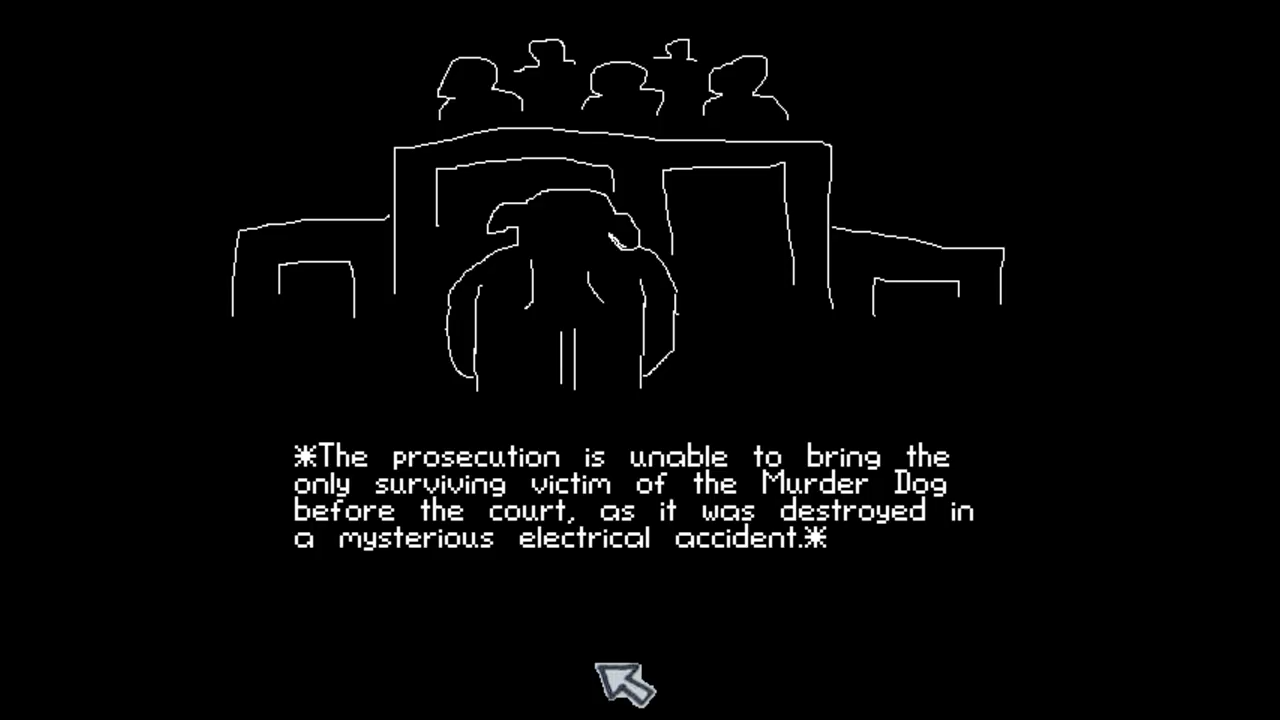 *The prosecution is unable to bring the
only surviving victim of the Murder Dog
before the court, as it was destroyed in
a mysterious electrical accident.*